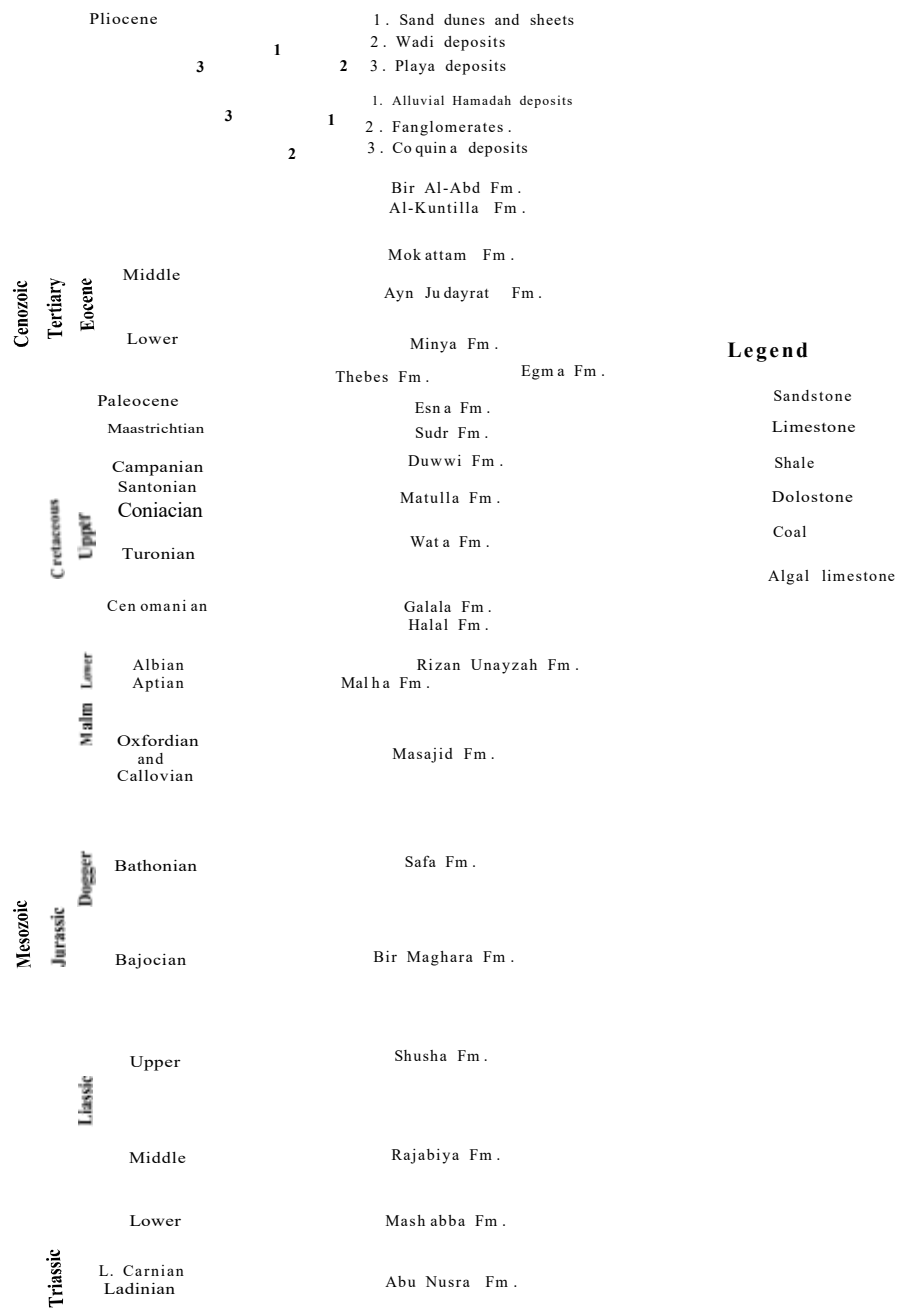 Pliocene
1. Sand dunes and sheets
2. Wadi deposits
3. Playa deposits
1
3
2
1. Alluvial Hamadah deposits
2. Fanglomerates.
3. Coquina deposits
3
1
2
Bir Al-Abd Fm.
Al-Kuntilla Fm.
Cenozoic
Tertiary
Eocene
Middle
Mokattam Fm.
Ayn Judayrat Fm.
Lower
Minya Fm.
Thebes Fm.
Egma Fm.
Paleocene
Esna Fm.
Maastrichtian
Sudr Fm.
Mesozoic
Cretaceous
Upper
Campanian
Duwwi Fm.
Santonian
Coniacian
Matulla Fm.
Turonian
Wata Fm.
Cenomanian
Galala Fm.
Halal Fm.
Lower
Albian
Rizan Unayzah Fm.
Aptian
Malha Fm.
Jurassic
Malm
Oxfordian
and
Callovian
Masajid Fm.
Dogger
Bathonian
Safa Fm.
Bajocian
Bir Maghara Fm.
Liassic
Upper
Shusha Fm.
Middle
Rajabiya Fm.
Lower
Mashabba Fm.
Triassic
L. Carnian
Ladinian
Abu Nusra Fm.
Legend
Sandstone
Limestone
Shale
Dolostone
Coal
Algal limestone